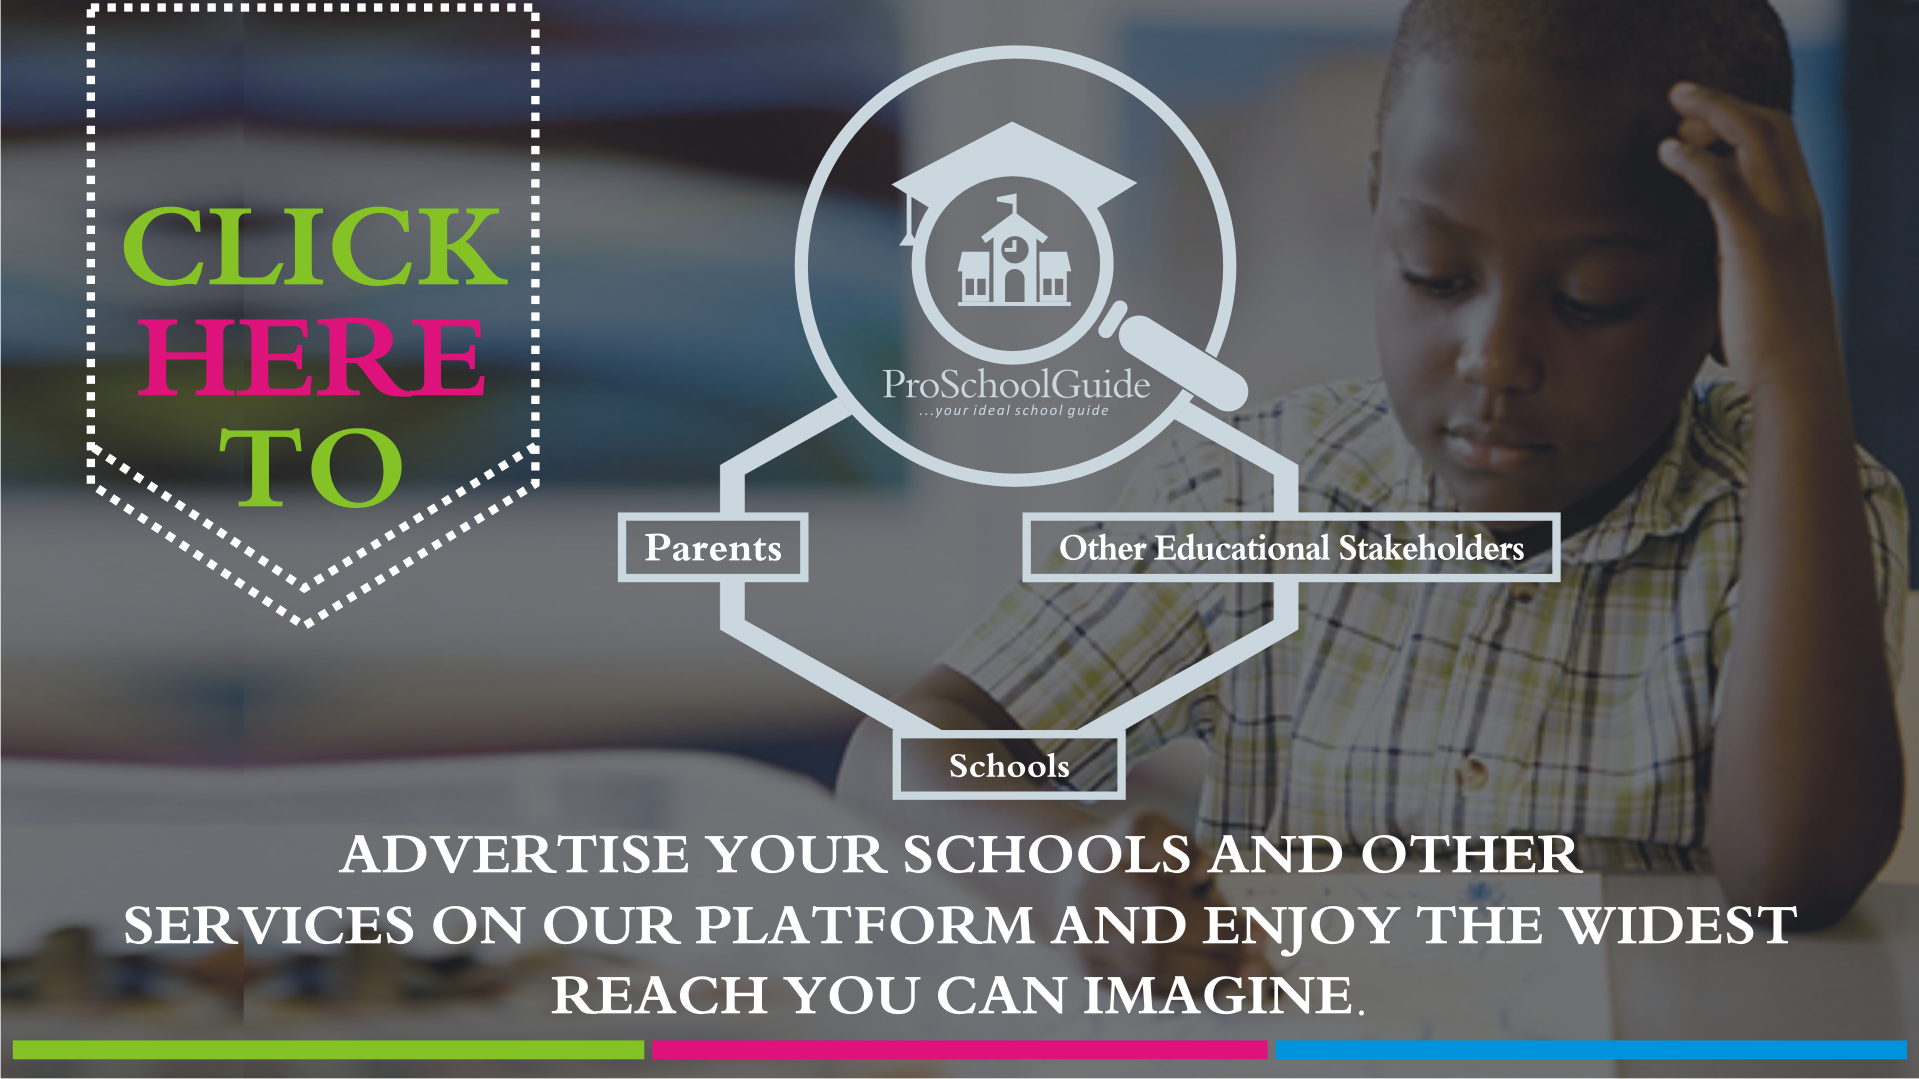 CLICK
HERE
TO
ProSchoolGuide
...your ideal school guide
Parents
Other Educational Stakeholders
Schools
ADVERTISE YOUR SCHOOLS AND OTHER
SERVICES ON OUR PLATFORM AND ENJOY THE WIDEST
REACH YOU CAN IMAGINE.